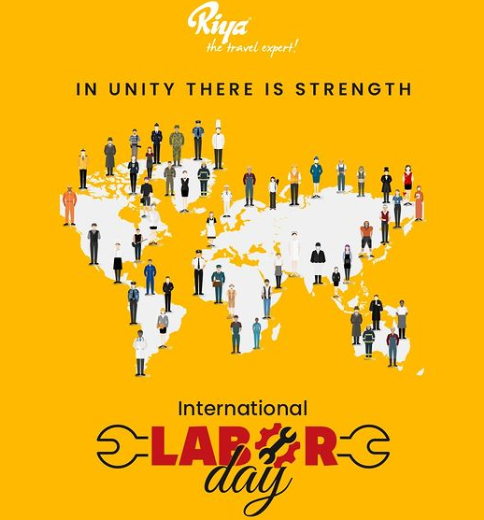 Riya
the travel expert!
IN UNITY THERE IS STRENGTH
International
LABOR
day